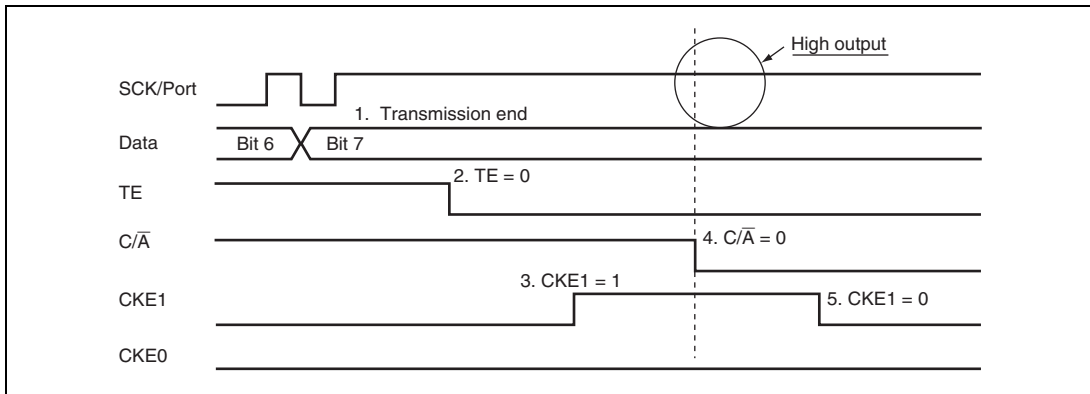 High output
SCK/Port
1. Transmission end
Data
Bit 6
Bit 7
TE
2. TE = 0
C/A̅
4. C/A̅ = 0
3. CKE1 = 1
CKE1
5. CKE1 = 0
CKE0